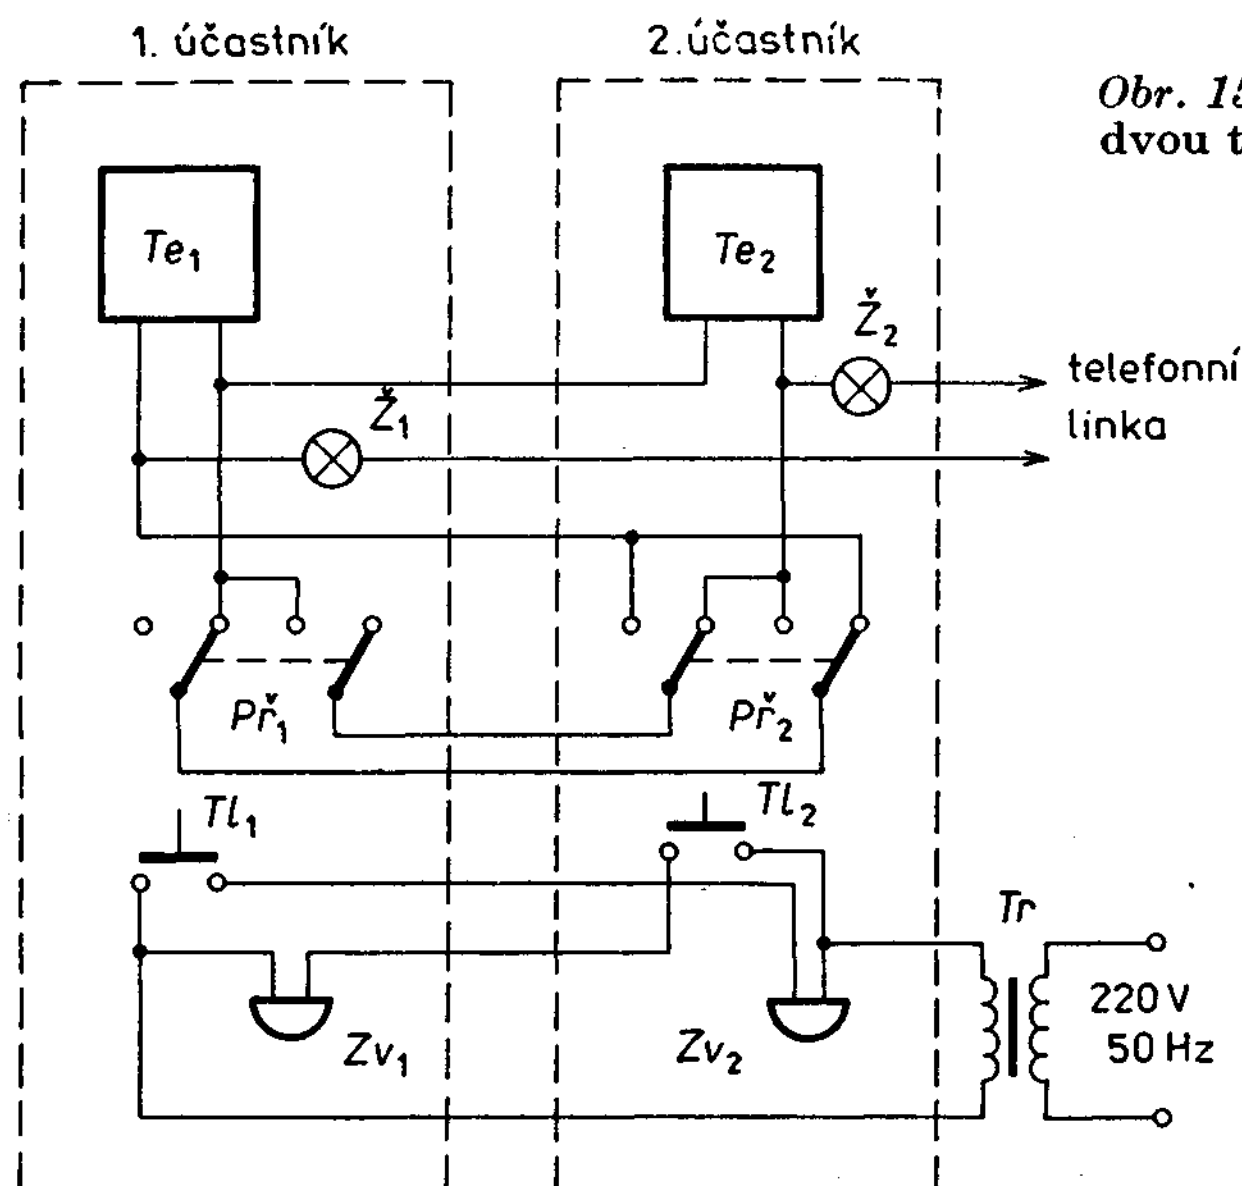 1. účastník
2. účastník
Obr.
dvou
Te1
Te2
Ž2
telefonní
linka
Ž1
Př1
Př2
Tl1
Tl2
Tr
220 V
50 Hz
Zv1
Zv2